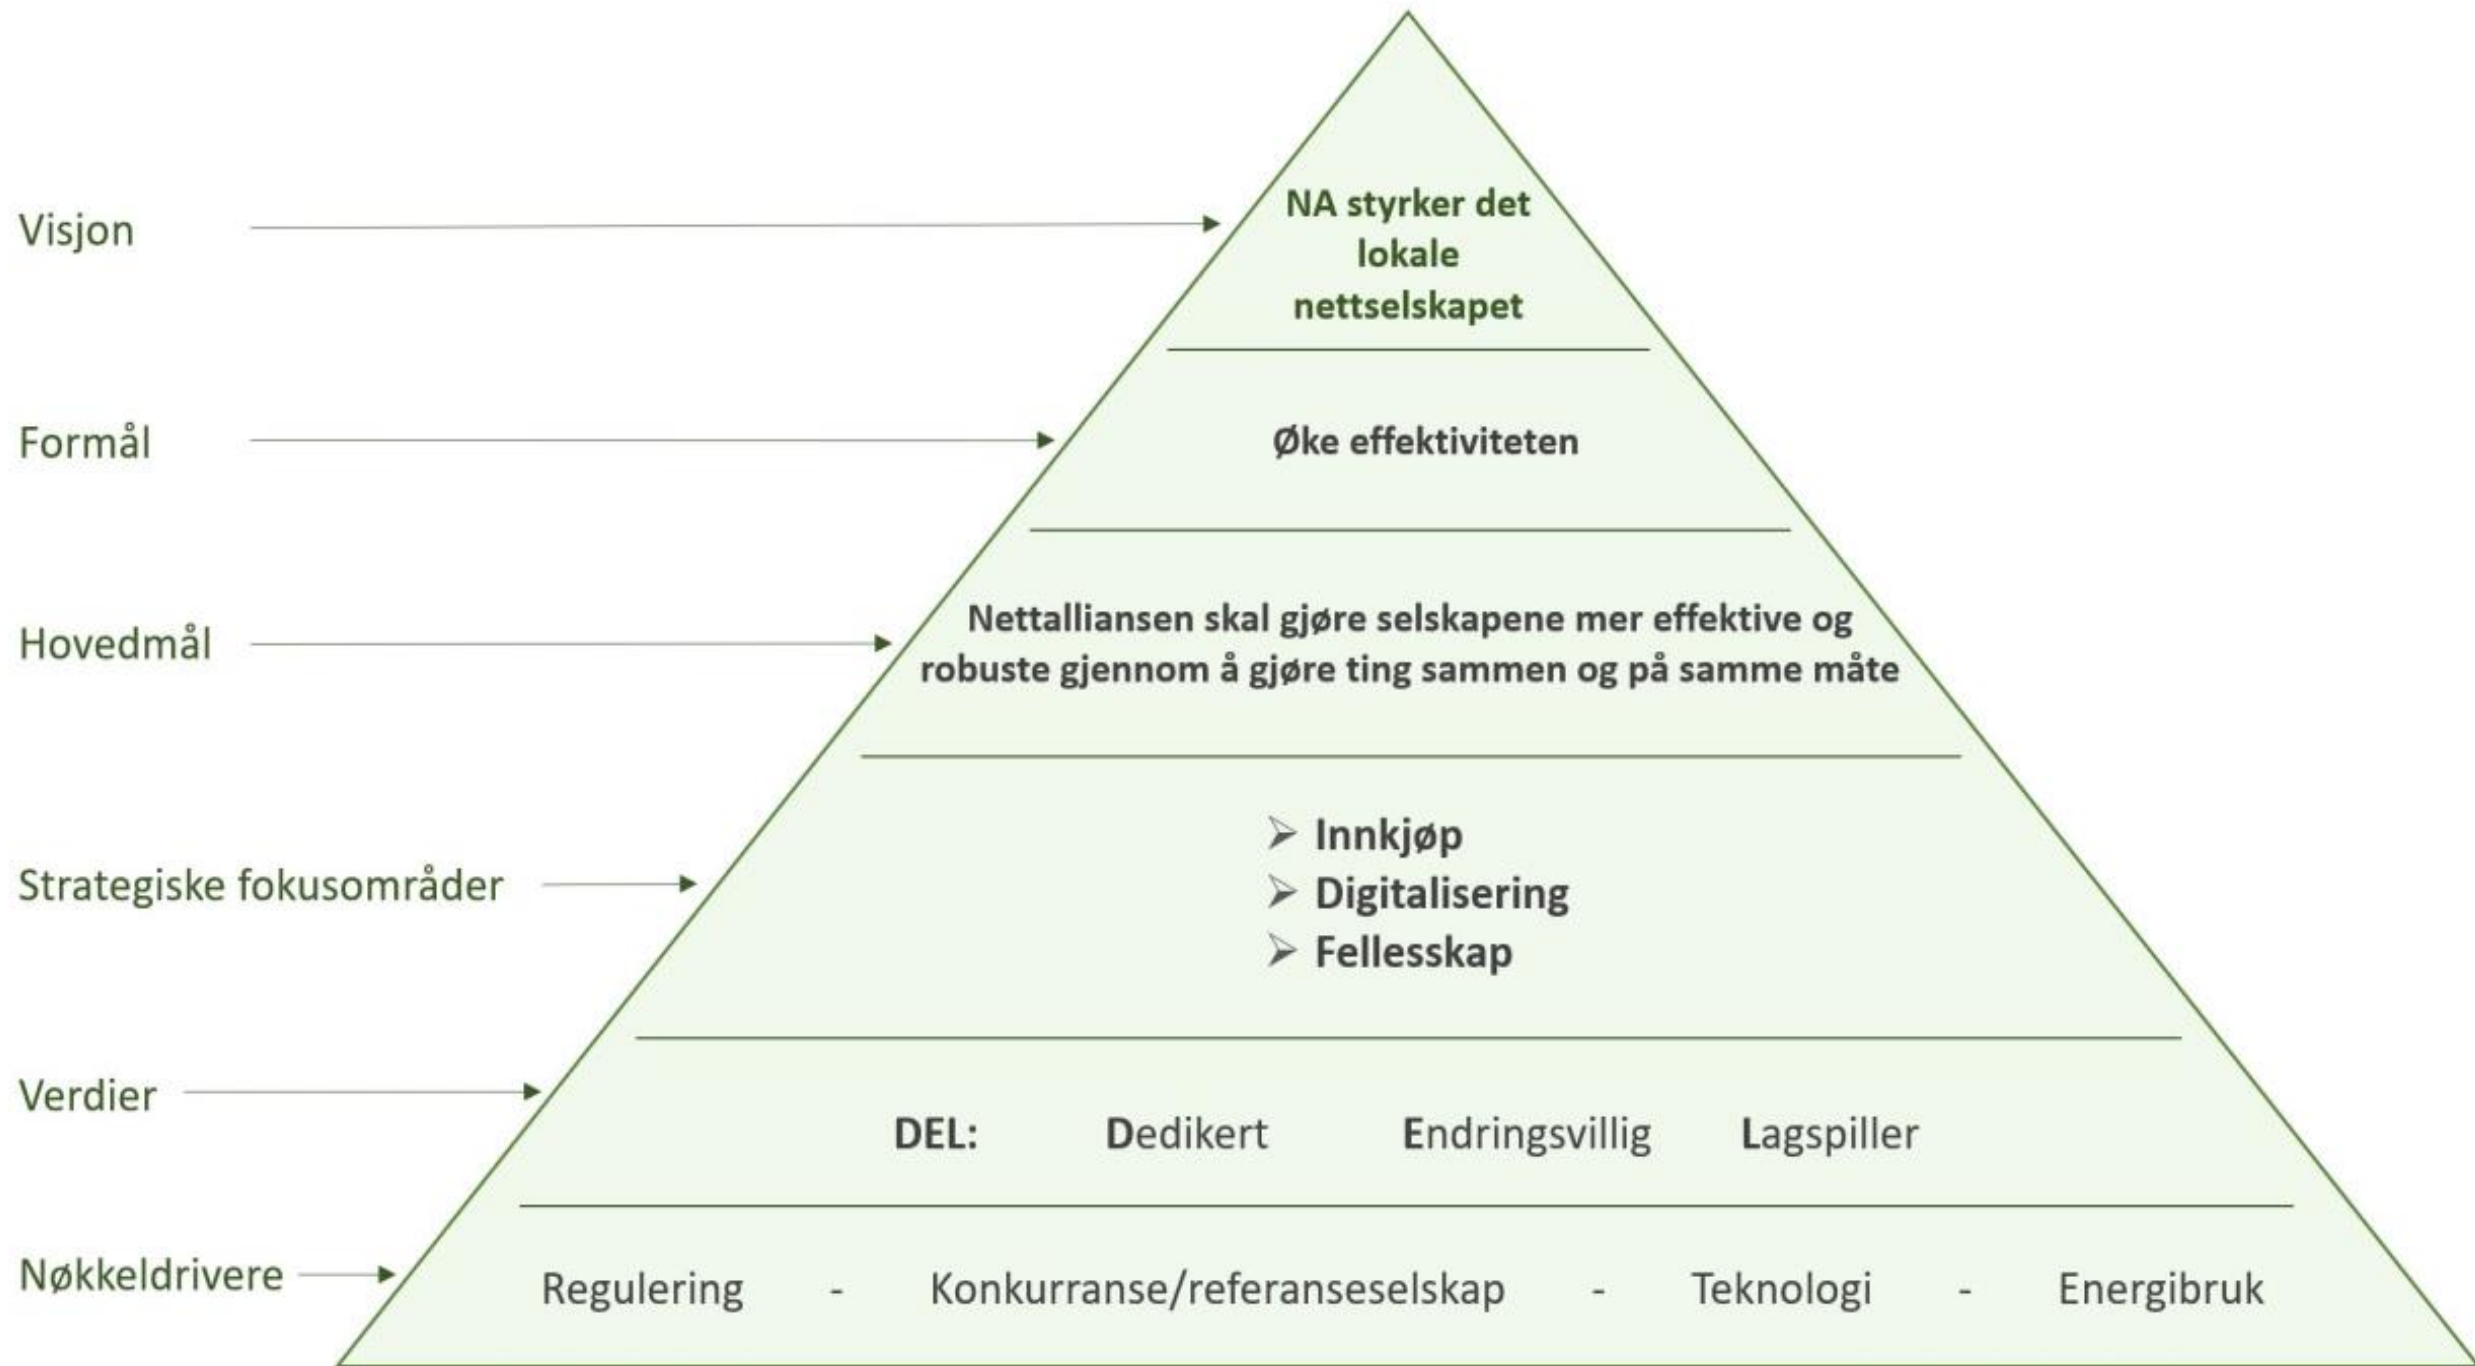 Visjon
NA styrker det
lokale
nettselskapet
Formål
Øke effektiviteten
Hovedmål
Nettalliansen skal gjøre selskapene mer effektive og
robuste gjennom å gjøre ting sammen og på samme måte
Strategiske fokusområder
➢ Innkjøp
➢ Digitalisering
➢ Fellesskap
Verdier
DEL: Dedikert Endringsvillig Lagspiller
Nøkkeldrivere
Regulering - Konkurranse/referanseselskap - Teknologi - Energibruk